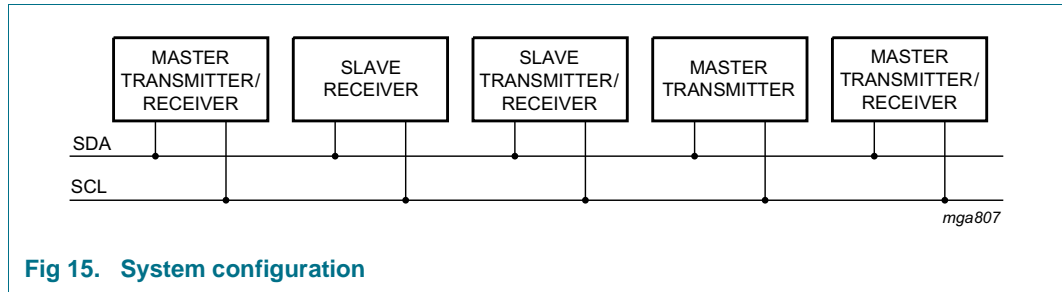 MASTER
TRANSMITTER/
RECEIVER
SLAVE
RECEIVER
SLAVE
TRANSMITTER/
RECEIVER
MASTER
TRANSMITTER
MASTER
TRANSMITTER/
RECEIVER
SDA
SCL
mga807
Fig 15. System configuration